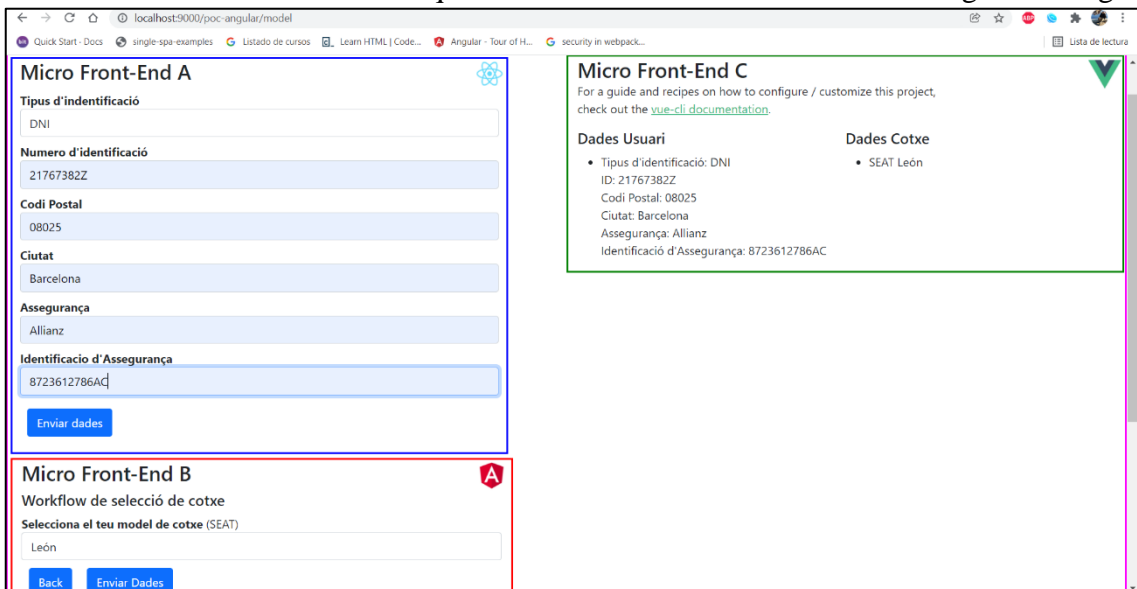 localhost:9000/poc-angular/model
Quick Start - Docs single-spa-examples Listado de cursos Learn HTML | Code... Angular - Tour of H... security in webpack... Lista de lectura
Micro Front-End A
Tipus d'indentificació
DNI
Numero d'identificació
21767382Z
Codi Postal
08025
Ciutat
Barcelona
Assegurança
Allianz
Identificacio d'Assegurança
8723612786AC
Enviar dades
Micro Front-End B
Workflow de selecció de cotxe
Selecciona el teu model de cotxe (SEAT)
León
Back Enviar Dades
Micro Front-End C
For a guide and recipes on how to configure / customize this project,
check out the vue-cli documentation.
Dades Usuari
• Tipus d'identificació: DNI
ID: 21767382Z
Codi Postal: 08025
Ciutat: Barcelona
Assegurança: Allianz
Identificació d'Assegurança: 8723612786AC
Dades Cotxe
• SEAT León